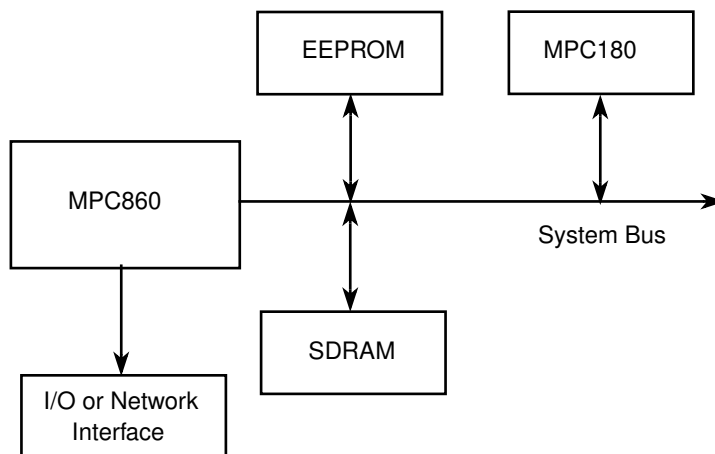 EEPROM
MPC180
MPC860
System Bus
SDRAM
I/O or Network
Interface